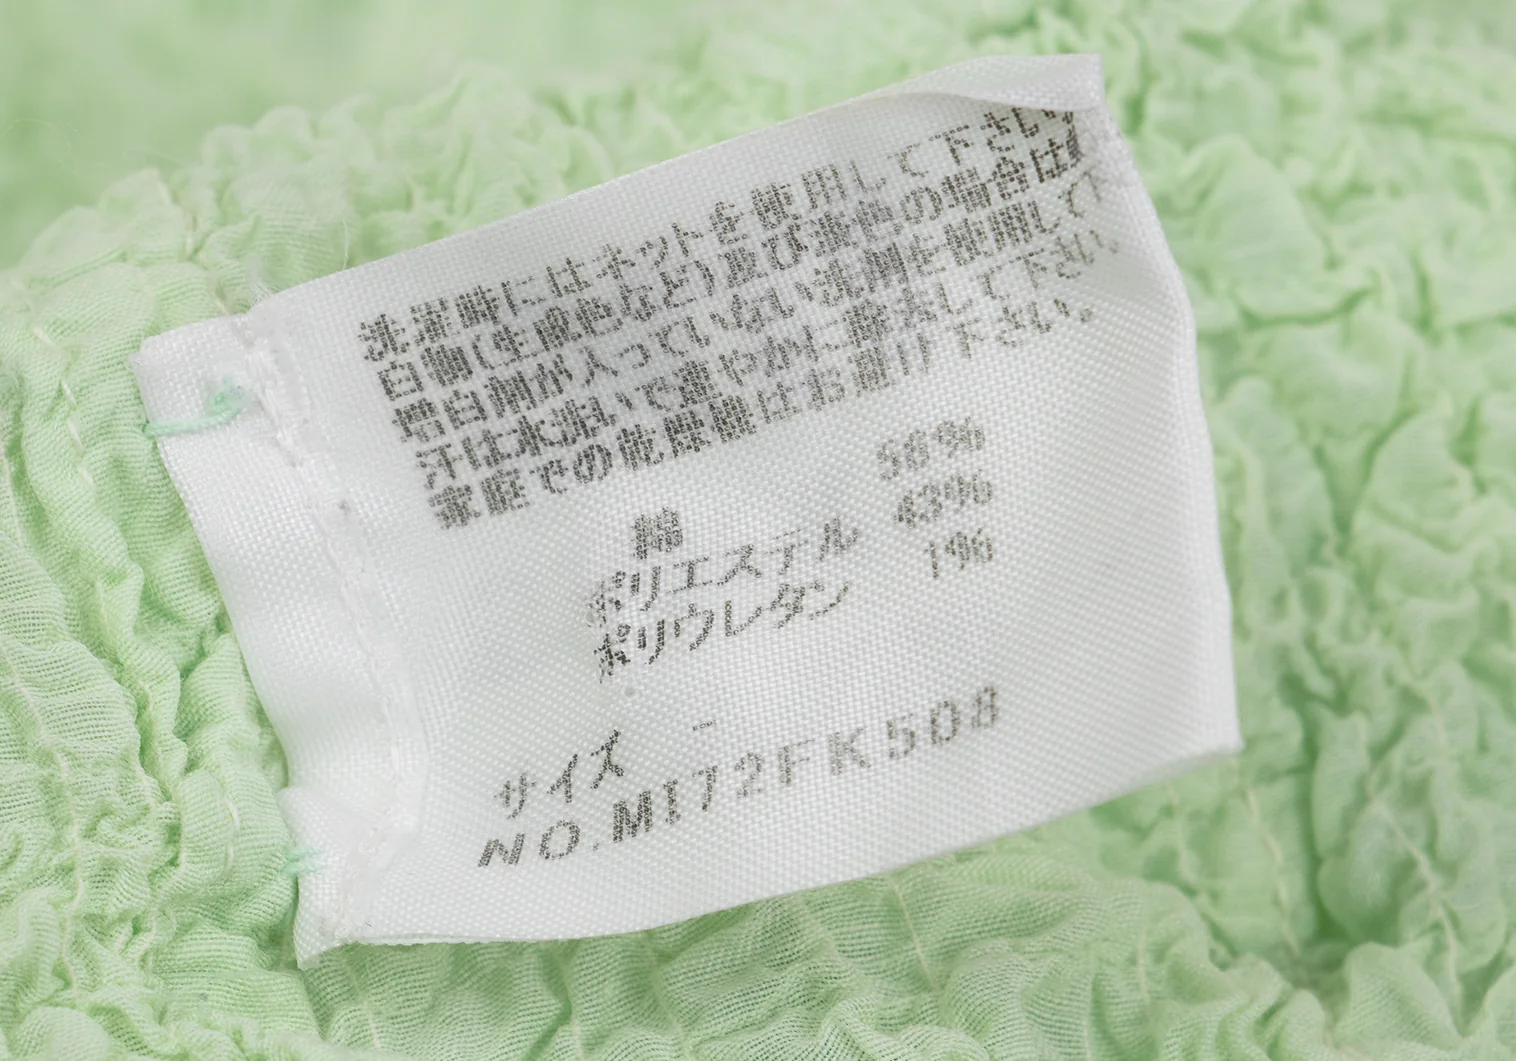 洗濯時にはネットを使用して下さい
白物(生成色など)並び淡色の場合は
増白剤が入っていない洗剤を使用して下
汗は水洗いで速やかに除去して下さい
家庭での乾燥機はお避け下さい。
綿 56%
ポリエステル 43%
ポリウレタン 1%
サイズ -
NO.MI72FK508